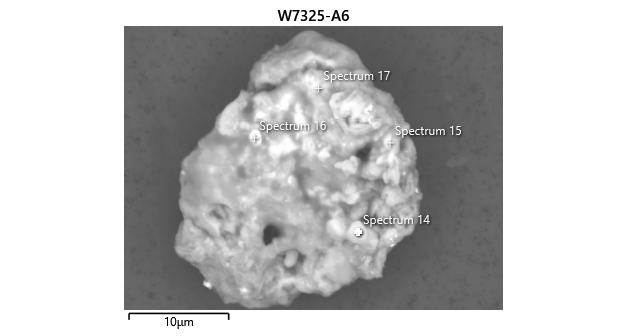 W7325-A6
Spectrum 17
Spectrum 16
Spectrum 15
Spectrum 14
10µm